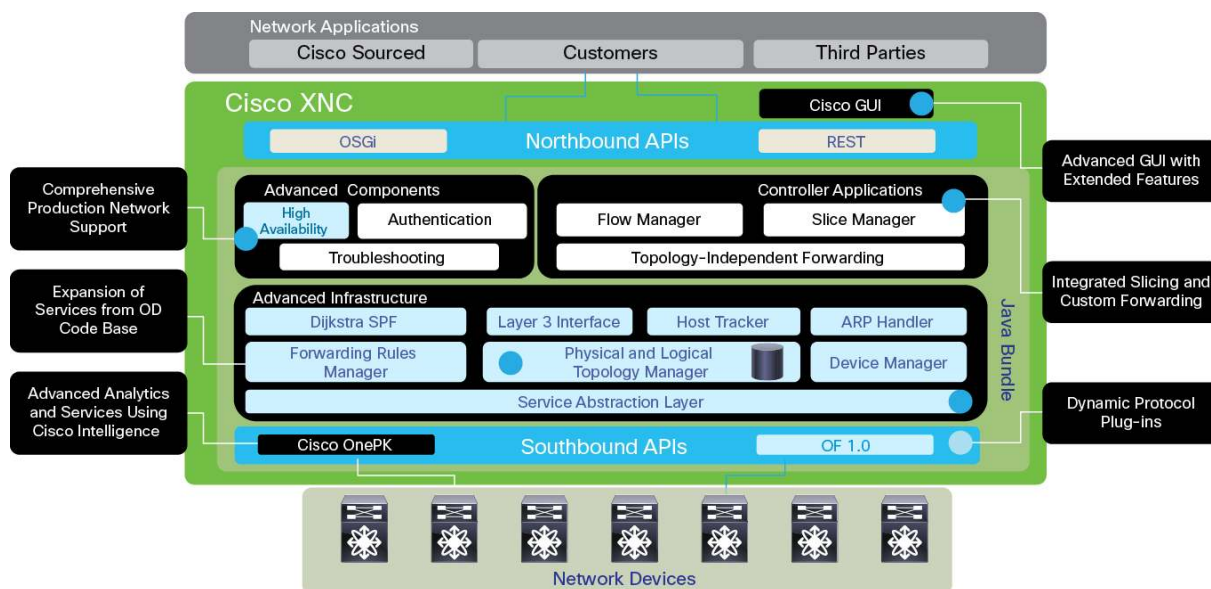 Network Applications
Cisco Sourced
Customers
Third Parties
Cisco XNC
Cisco GUI
OSGi
Northbound APIs
REST
Comprehensive
Production Network
Support
Expansion of
Services from OD
Code Base
Advanced Analytics
and Services Using
Cisco Intelligence
Advanced Components
High
Availability
Authentication
Troubleshooting
Controller Applications
Flow Manager
Slice Manager
Topology-Independent Forwarding
Advanced Infrastructure
Dijkstra SPF
Layer 3 Interface
Host Tracker
ARP Handler
Forwarding Rules
Manager
Physical and Logical
Topology Manager
Device Manager
Service Abstraction Layer
Java Bundle
Cisco OnePK
Southbound APIs
OF 1.0
Advanced GUI with
Extended Features
Integrated Slicing and
Custom Forwarding
Dynamic Protocol
Plug-ins
Network Devices